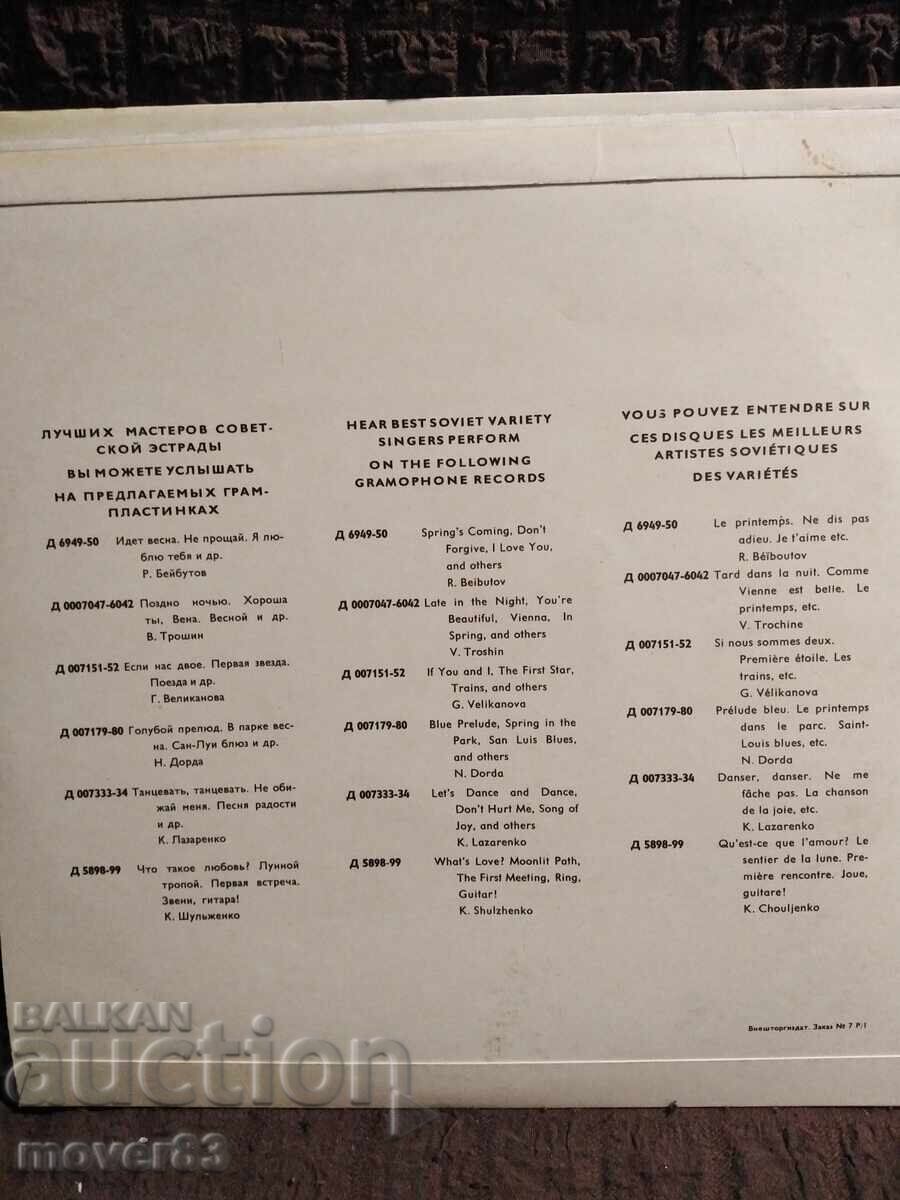 ЛУЧШИХ МАСТЕРОВ СОВЕТ-
СКОЙ ЭСТРАДЫ
ВЫ МОЖЕТЕ УСЛЫШАТЬ
НА ПРЕДЛАГАЕМЫХ ГРАМ-
ПЛАСТИНКАХ
Д 6949-50 Идет весна. Не прощай. Я лю-
блю тебя и др.
Р. Бейбутов
Д 0007047-6042 Поздно ночью. Хороша
ты, Вена. Весной и др.
В. Трошин
Д 007151-52 Если нас двое. Первая звезда.
Поезда и др.
Г. Великанова
Д 007179-80 Голубой прелюд. В парке вес-
на. Сан-Луи блюз и др.
Н. Дорда
Д 007333-34 Танцевать, танцевать. Не оби-
жай меня. Песня радости
и др.
К. Лазаренко
Д 5898-99 Что такое любовь? Лунной
тропой. Первая встреча.
Звени, гитара!
К. Шульженко
HEAR BEST SOVIET VARIETY
SINGERS PERFORM
ON THE FOLLOWING
GRAMOPHONE RECORDS
Д 6949-50 Spring's Coming, Don't
Forgive, I Love You,
and others
R. Beibutov
Д 0007047-6042 Late in the Night, You're
Beautiful, Vienna, In
Spring, and others
V. Troshin
Д 007151-52 If You and I, The First Star,
Trains, and others
G. Velikanova
Д 007179-80 Blue Prelude, Spring in the
Park, San Luis Blues,
and others
N. Dorda
Д 007333-34 Let's Dance and Dance,
Don't Hurt Me, Song of
Joy, and others
K. Lazarenko
Д 5898-99 What's Love? Moonlit Path,
The First Meeting, Ring,
Guitar!
K. Shulzhenko
VOUS POUVEZ ENTENDRE SUR
CES DISQUES LES MEILLEURS
ARTISTES SOVIÉTIQUES
DES VARIÉTÉS
Д 6949-50 Le printemps. Ne dis pas
adieu. Je t'aime etc.
R. Béïboutov
Д 0007047-6042 Tard dans la nuit. Comme
Vienne est belle. Le
printemps, etc.
V. Trochine
Д 007151-52 Si nous sommes deux.
Première étoile. Les
trains, etc.
G. Vélikanova
Д 007179-80 Prélude bleu. Le printemps
dans le parc. Saint-
Louis blues, etc.
N. Dorda
Д 007333-34 Danser, danser. Ne me
fâche pas. La chanson
de la joie, etc.
K. Lazarenko
Д 5898-99 Qu'est-ce que l'amour? Le
sentier de la lune. Pre-
mière rencontre. Joue,
guitare!
K. Chouljenko
Внешторгиздат. Заказ № 7 Р/1
BALKAN
auction
mover83